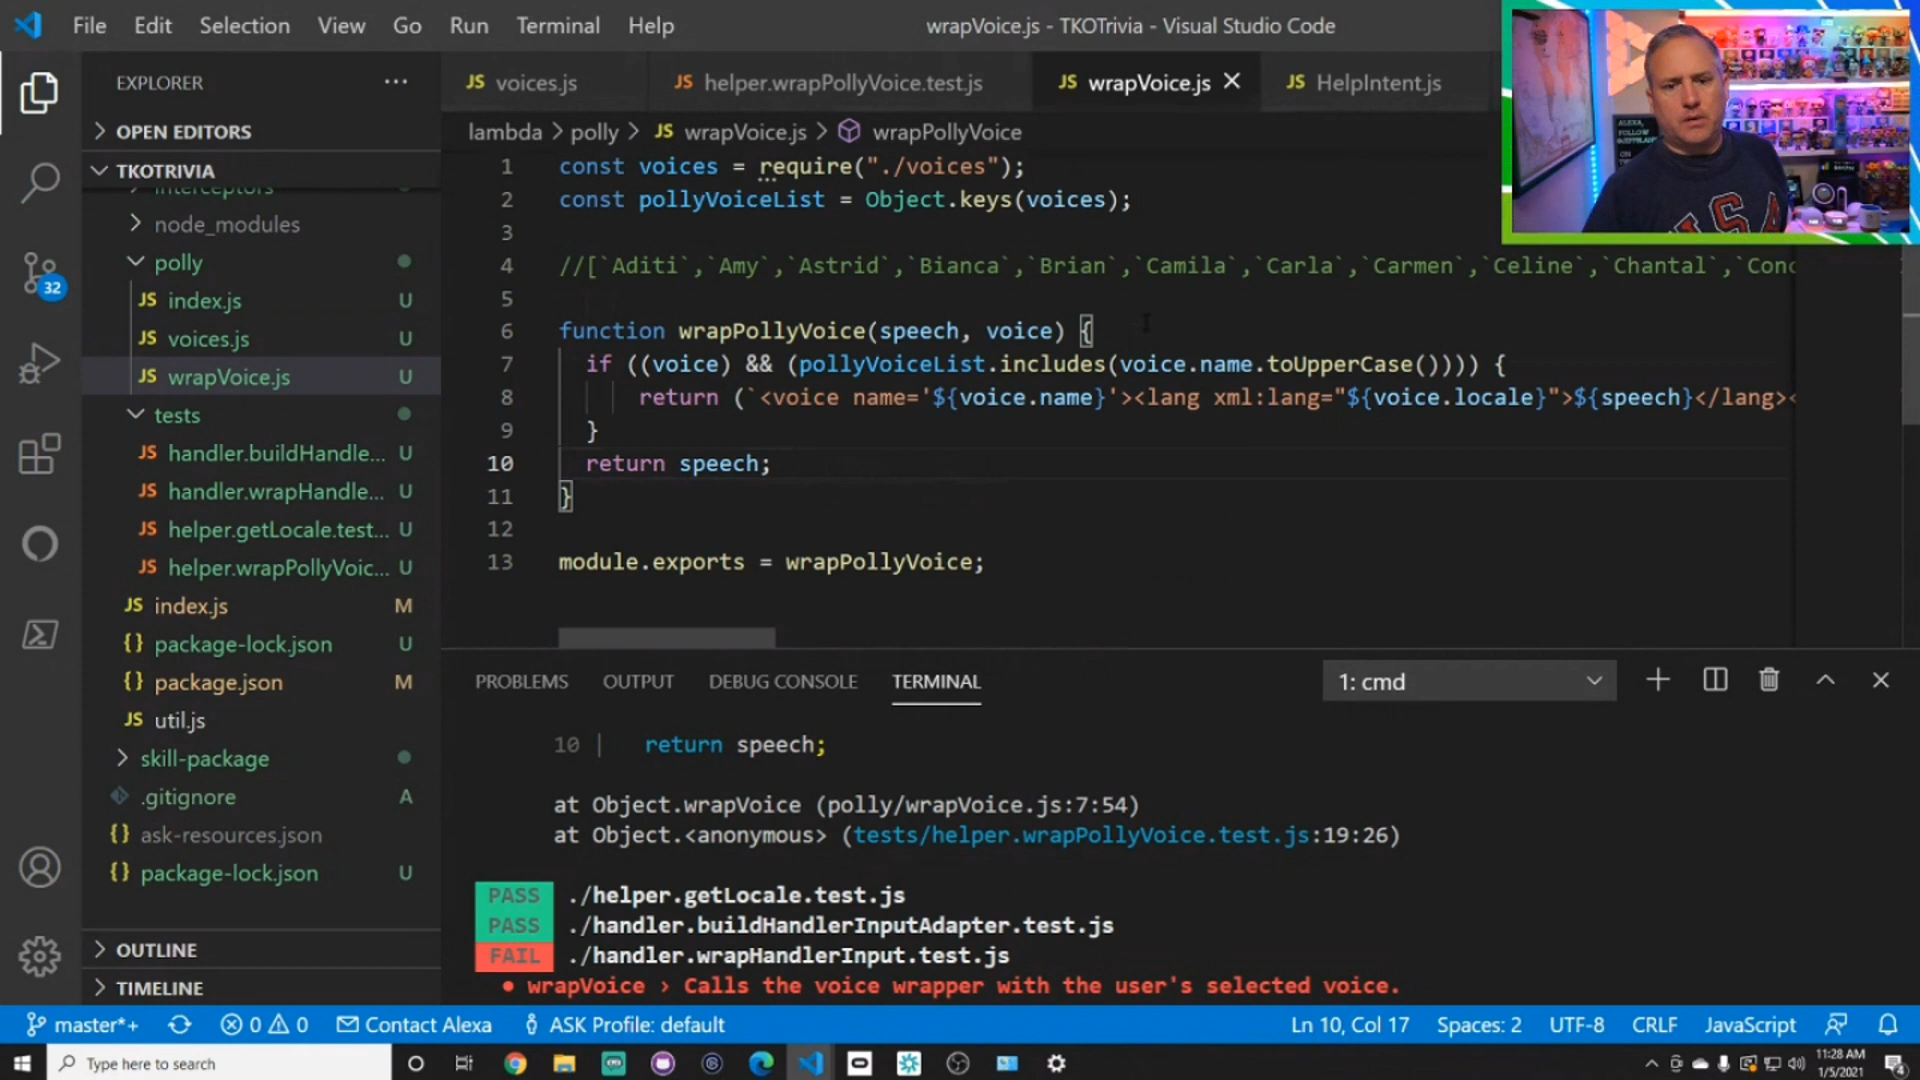 File Edit Selection View Go Run Terminal Help
wrapVoice.js - TKOTrivia - Visual Studio Code
EXPLORER
OPEN EDITORS
TKOTRIVIA
interceptors
node_modules
polly
index.js U
voices.js U
wrapVoice.js U
tests
handler.buildHandle... U
handler.wrapHandle... U
helper.getLocale.test... U
helper.wrapPollyVoic... U
index.js M
package-lock.json U
package.json M
util.js
skill-package
.gitignore A
ask-resources.json
package-lock.json U
OUTLINE
TIMELINE
32
JS voices.js JS helper.wrapPollyVoice.test.js JS wrapVoice.js JS HelpIntent.js
lambda > polly > JS wrapVoice.js > wrapPollyVoice
1 const voices = require("./voices");
2 const pollyVoiceList = Object.keys(voices);
3
4 //[`Aditi`,`Amy`,`Astrid`,`Bianca`,`Brian`,`Camila`,`Carla`,`Carmen`,`Celine`,`Chantal`,`Conc
5
6 function wrapPollyVoice(speech, voice) {
7 if ((voice) && (pollyVoiceList.includes(voice.name.toUpperCase()))) {
8 return (`<voice name='${voice.name}'><lang xml:lang="${voice.locale}">${speech}</lang><
9 }
10 return speech;
11 }
12
13 module.exports = wrapPollyVoice;
PROBLEMS OUTPUT DEBUG CONSOLE TERMINAL 1: cmd
10 | return speech;
at Object.wrapVoice (polly/wrapVoice.js:7:54)
at Object.<anonymous> (tests/helper.wrapPollyVoice.test.js:19:26)
PASS ./helper.getLocale.test.js
PASS ./handler.buildHandlerInputAdapter.test.js
FAIL ./handler.wrapHandlerInput.test.js
● wrapVoice › Calls the voice wrapper with the user's selected voice.
master*+ 0 0 Contact Alexa ASK Profile: default Ln 10, Col 17 Spaces: 2 UTF-8 CRLF JavaScript
Type here to search
11:28 AM
1/5/2021
ALEXA,
FOLLOW
ON
USA